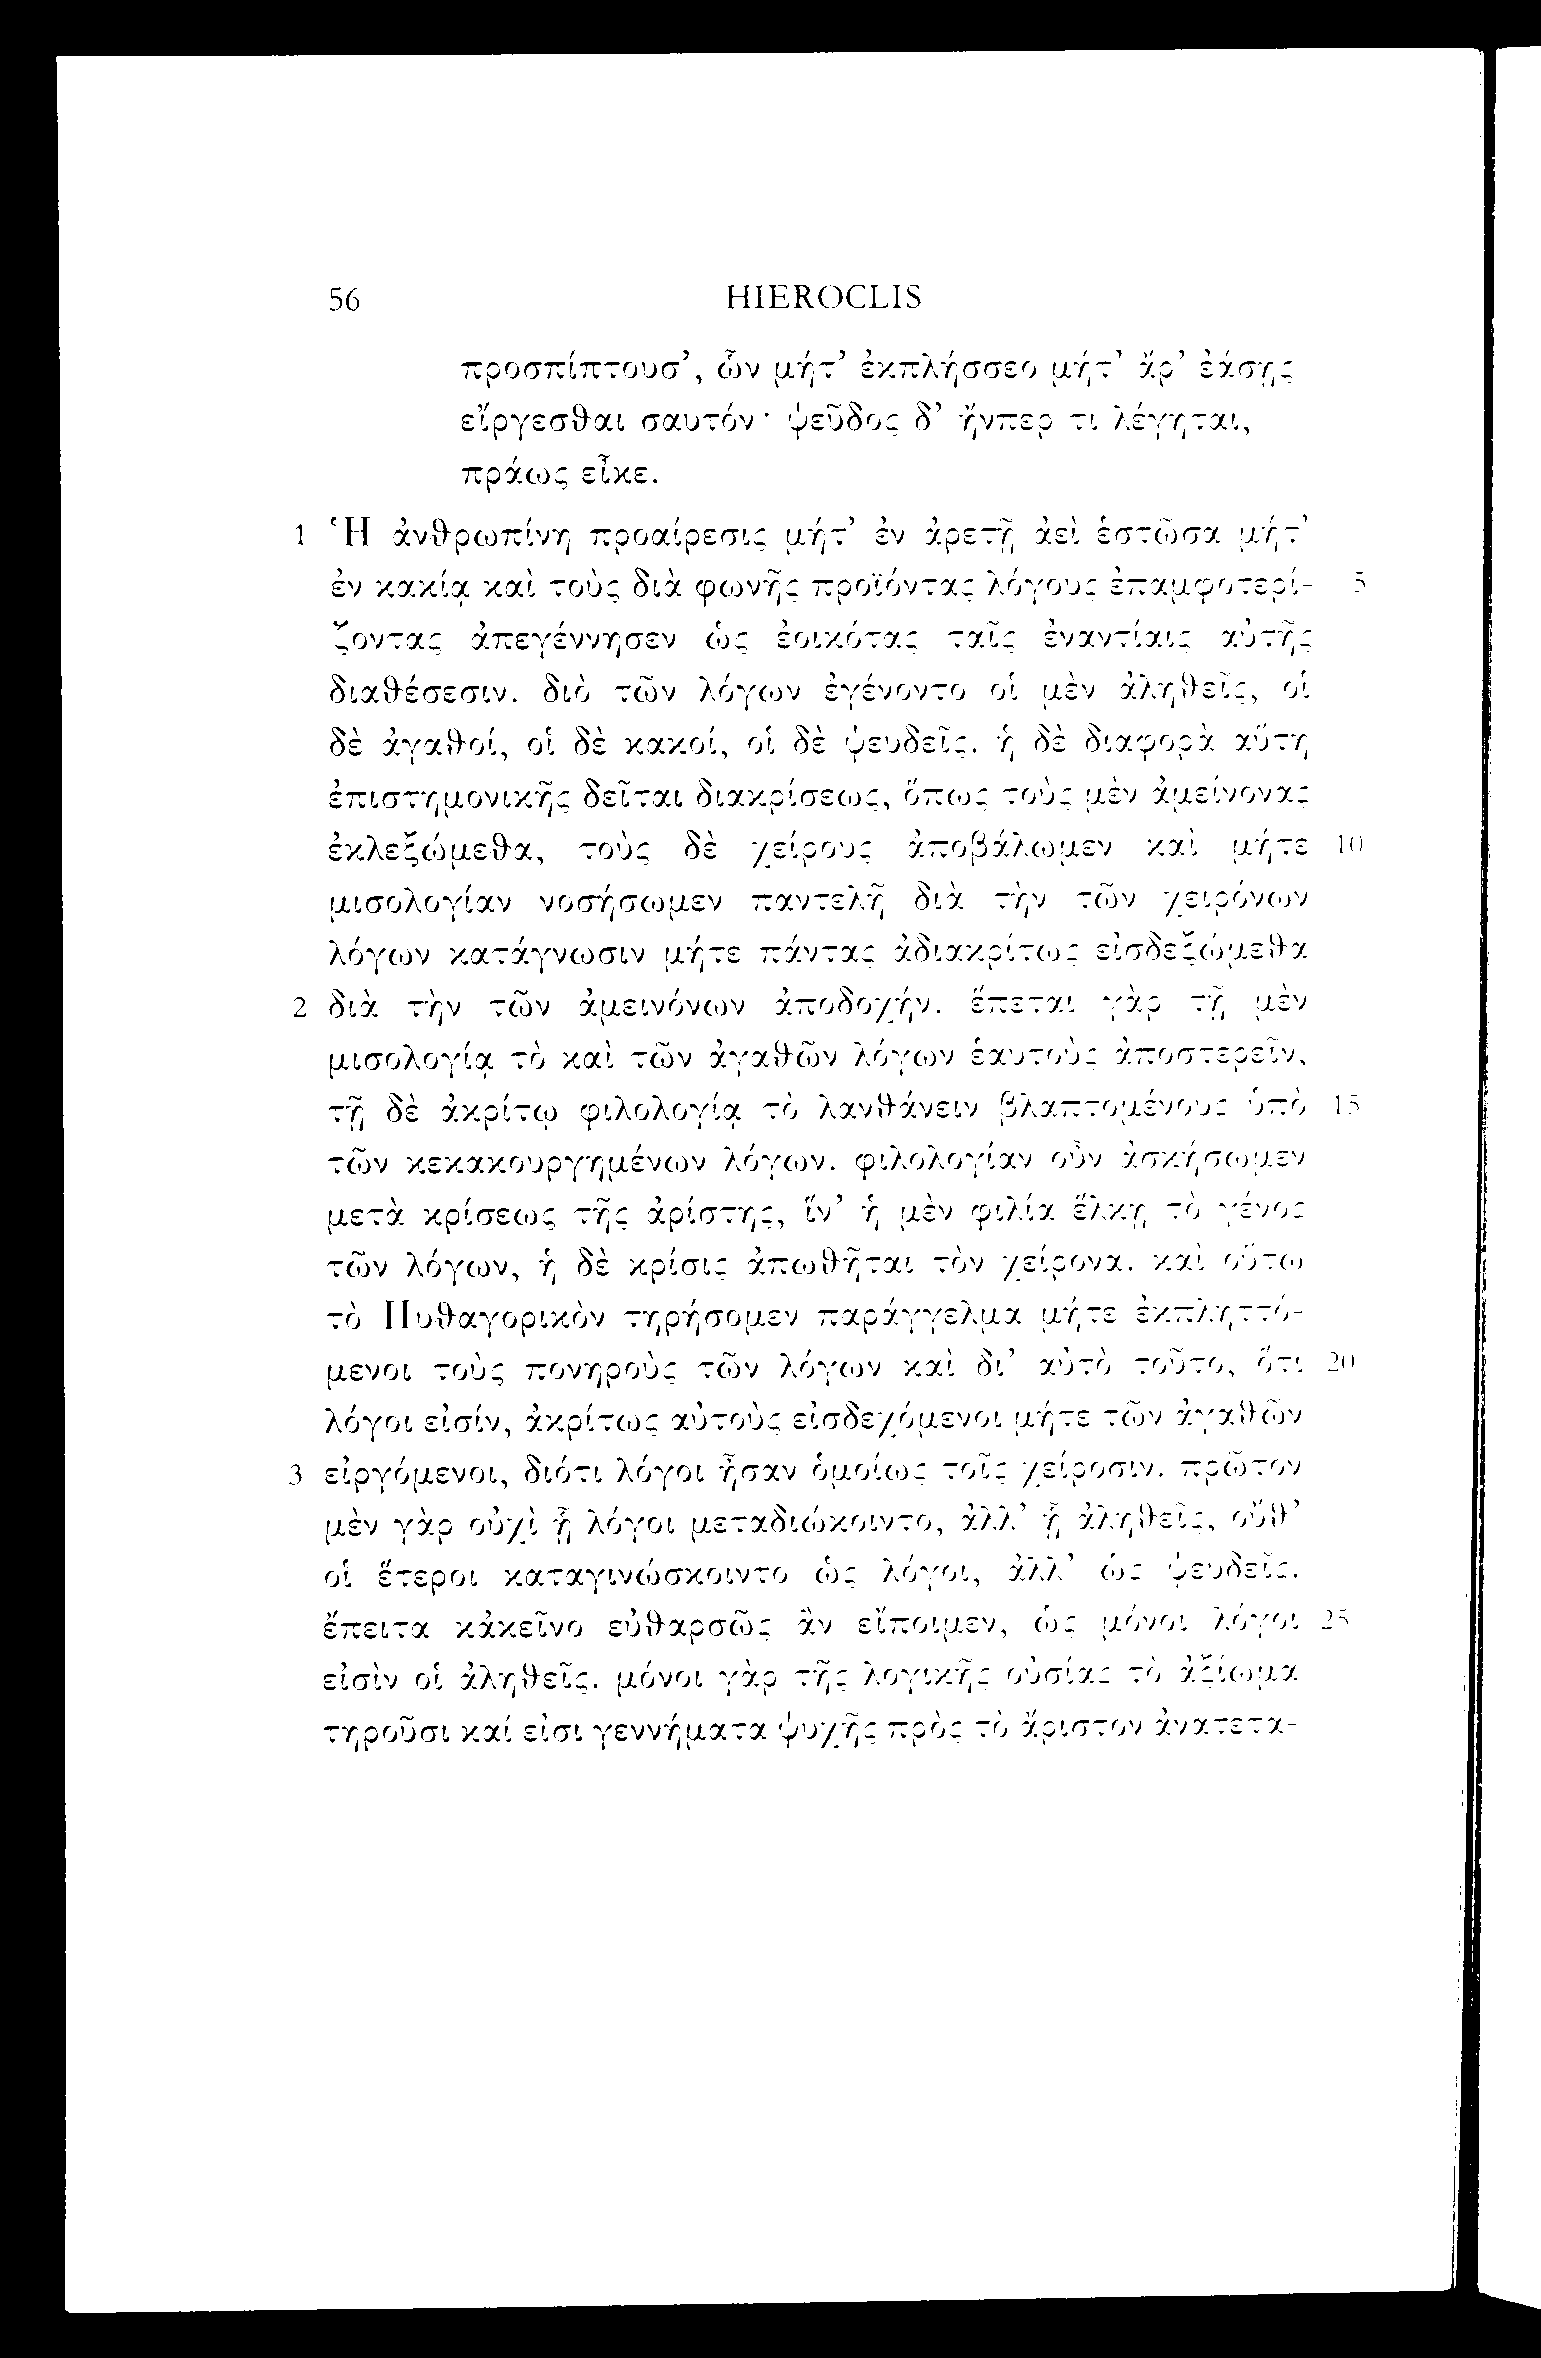 56 HIEROCLIS
προσπίπτουσ’, ὧν μήτ’ ἐκπλήσσεο μήτ’ ἄρ’ ἐάσῃς
εἴργεσθαι σαυτόν· ψεῦδος δ’ ἤνπερ τι λέγηται,
πράως εἶκε.
1 Ἡ ἀνθρωπίνη προαίρεσις μήτ’ ἐν ἀρετῇ ἀεὶ ἑστῶσα μήτ’
ἐν κακίᾳ καὶ τοὺς διὰ φωνῆς προϊόντας λόγους ἐπαμφοτερί- 5
ζοντας ἀπεγέννησεν ὡς ἐοικότας ταῖς ἐναντίαις αὐτῆς
διαθέσεσιν. διὸ τῶν λόγων ἐγένοντο οἱ μὲν ἀληθεῖς, οἱ
δὲ ἀγαθοί, οἱ δὲ κακοί, οἱ δὲ ψευδεῖς. ἡ δὲ διαφορὰ αὕτη
ἐπιστημονικῆς δεῖται διακρίσεως, ὅπως τοὺς μὲν ἀμείνονας
ἐκλεξώμεθα, τοὺς δὲ χείρους ἀποβάλωμεν καὶ μήτε 10
μισολογίαν νοσήσωμεν παντελῆ διὰ τὴν τῶν χειρόνων
λόγων κατάγνωσιν μήτε πάντας ἀδιακρίτως εἰσδεξώμεθα
2 διὰ τὴν τῶν ἀμεινόνων ἀποδοχήν. ἕπεται γὰρ τῇ μὲν
μισολογίᾳ τὸ καὶ τῶν ἀγαθῶν λόγων ἑαυτοὺς ἀποστερεῖν,
τῇ δὲ ἀκρίτῳ φιλολογίᾳ τὸ λανθάνειν βλαπτομένους ὑπὸ 15
τῶν κεκακουργημένων λόγων. φιλολογίαν οὖν ἀσκήσωμεν
μετὰ κρίσεως τῆς ἀρίστης, ἵν’ ἡ μὲν φιλία ἕλκῃ τὸ γένος
τῶν λόγων, ἡ δὲ κρίσις ἀπωθῆται τὸν χείρονα. καὶ οὕτω
τὸ Πυθαγορικὸν τηρήσομεν παράγγελμα μήτε ἐκπληττό-
μενοι τοὺς πονηροὺς τῶν λόγων καὶ δι’ αὐτὸ τοῦτο, ὅτι 20
λόγοι εἰσίν, ἀκρίτως αὐτοὺς εἰσδεχόμενοι μήτε τῶν ἀγαθῶν
3 εἰργόμενοι, διότι λόγοι ἦσαν ὁμοίως τοῖς χείροσιν. πρῶτον
μὲν γὰρ οὐχὶ ᾗ λόγοι μεταδιώκοιντο, ἀλλ’ ᾗ ἀληθεῖς, οὔθ’
οἱ ἕτεροι καταγινώσκοιντο ὡς λόγοι, ἀλλ’ ὡς ψευδεῖς.
ἔπειτα κἀκεῖνο εὐθαρσῶς ἂν εἴποιμεν, ὡς μόνοι λόγοι 25
εἰσὶν οἱ ἀληθεῖς. μόνοι γὰρ τῆς λογικῆς οὐσίας τὸ ἀξίωμα
τηροῦσι καί εἰσι γεννήματα ψυχῆς πρὸς τὸ ἄριστον ἀνατετα-